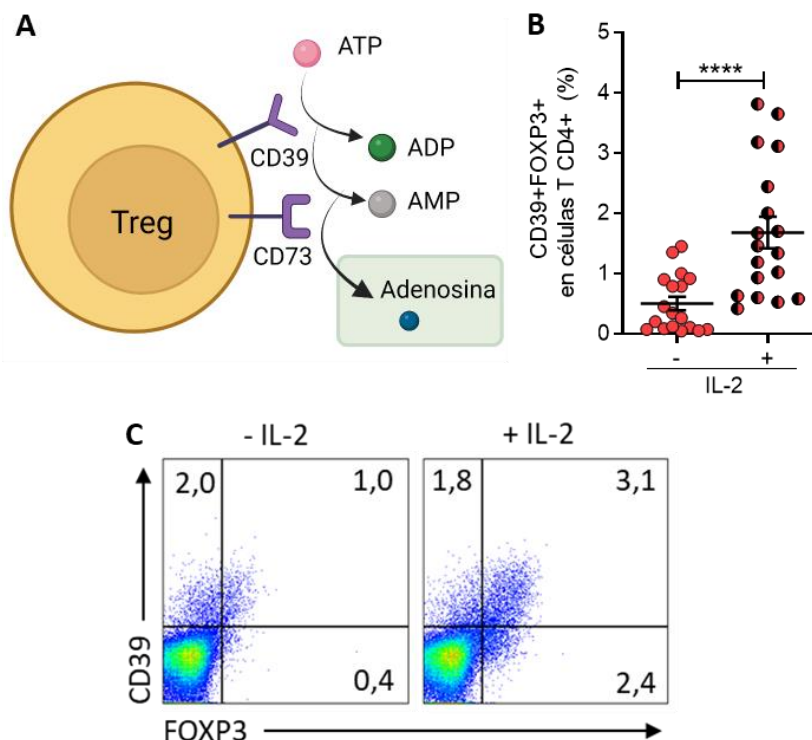 A
ATP
CD39
ADP
Treg
AMP
CD73
Adenosina
B
CD39+FOXP3+
en células T CD4+ (%)
5
4
3
2
1
0
****
- +
IL-2
C
- IL-2
+ IL-2
2,0 1,0
0,4
1,8 3,1
2,4
CD39
FOXP3